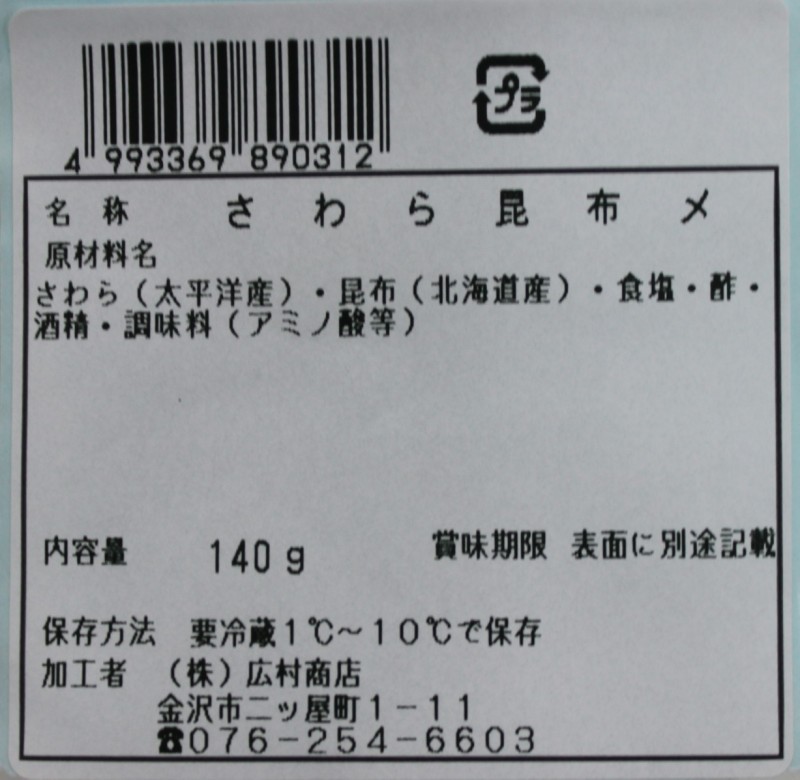 4 993369 890312
プラ
名称 さわら昆布〆
原材料名
さわら(太平洋産)・昆布(北海道産)・食塩・酢・
酒精・調味料(アミノ酸等)
内容量 140g 賞味期限 表面に別途記載
保存方法 要冷蔵1℃～10℃で保存
加工者 (株)広村商店
金沢市二ッ屋町1-11
☎076-254-6603